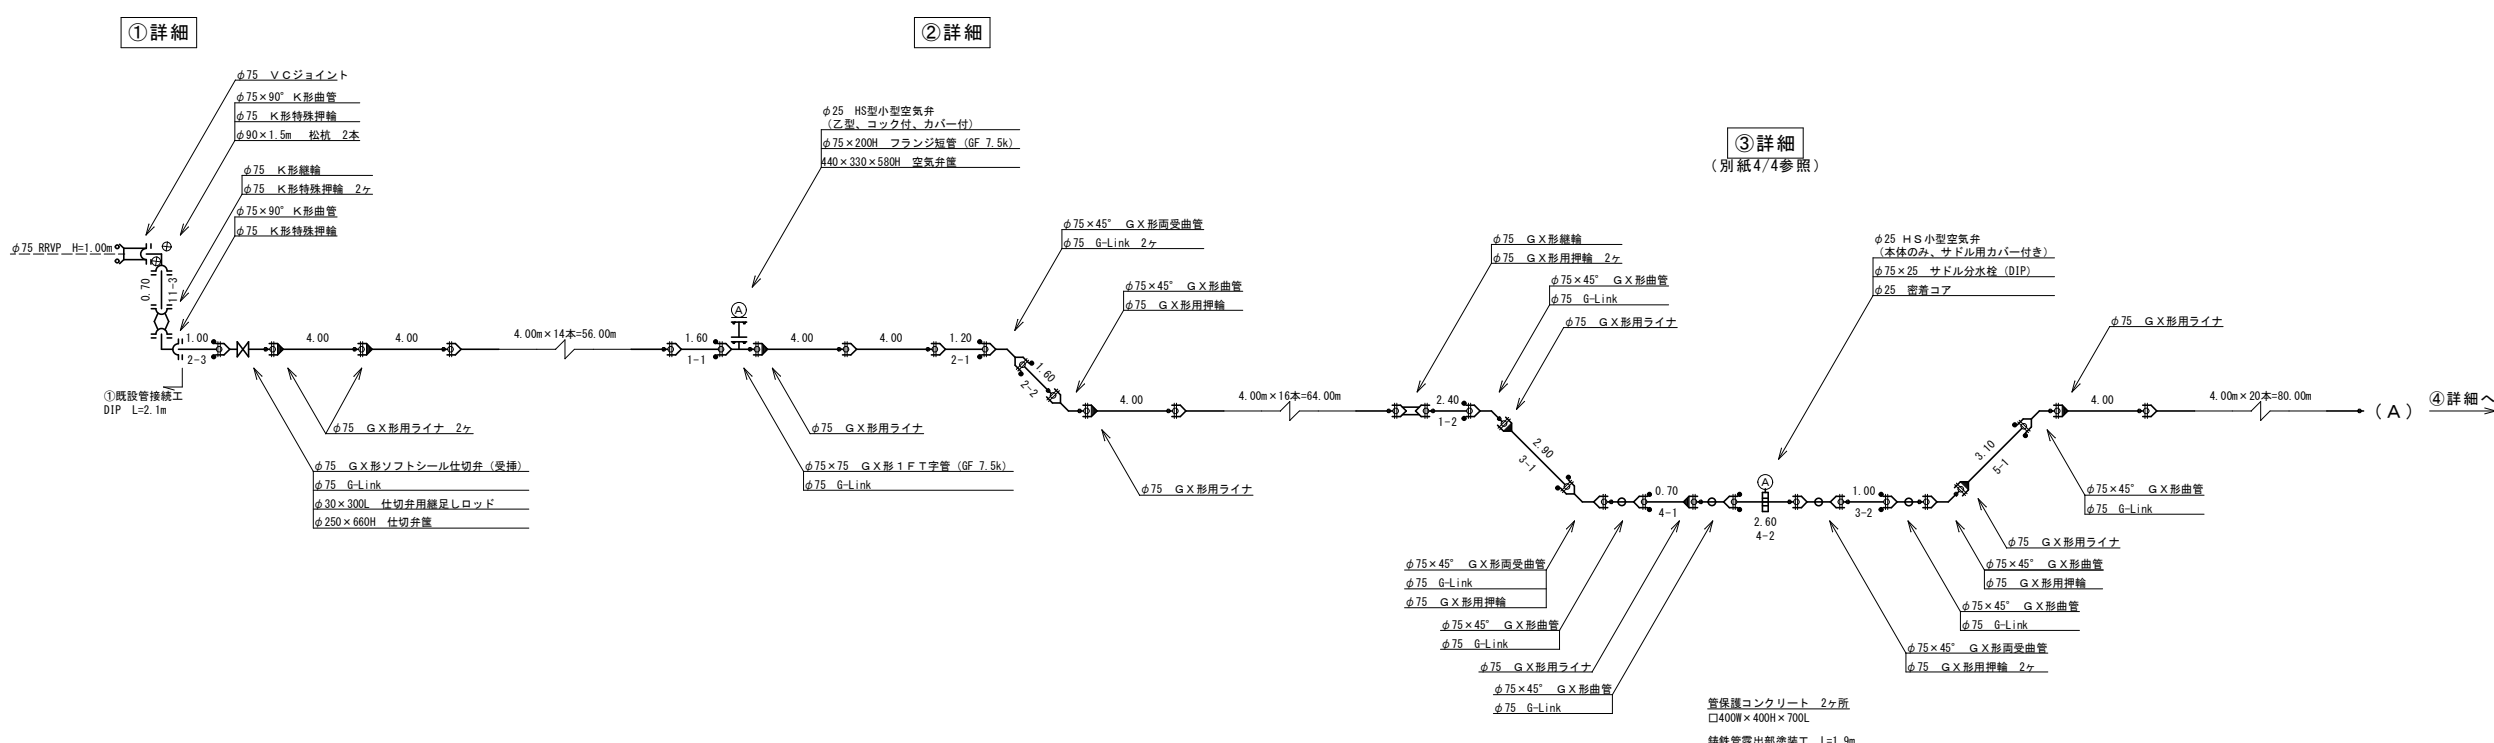 ①詳細
φ75 VCジョイント
φ75×90° K形曲管
φ75 K形特殊押輪
φ90×1.5m 松杭 2本
φ75 K形継輪
φ75 K形特殊押輪 2ヶ
φ75×90° K形曲管
φ75 K形特殊押輪
φ75 RRVP H=1.00m
0.70
11-3
1.00
2-3
①既設管接続工
DIP L=2.1m
4.00
4.00
φ75 GX形用ライナ 2ヶ
φ75 GX形ソフトシール仕切弁(受挿)
φ75 G-Link
φ30×300L 仕切弁用継足しロッド
φ250×660H 仕切弁筐
4.00m×14本=56.00m
②詳細
φ25 HS型小型空気弁
(乙型、コック付、カバー付)
φ75×200H フランジ短管(GF 7.5k)
440×330×580H 空気弁筐
A
1.60
1-1
4.00
4.00
1.20
2-1
φ75 GX形用ライナ
φ75×75 GX形1FT字管(GF 7.5k)
φ75 G-Link
φ75×45° GX形両受曲管
φ75 G-Link 2ヶ
1.60
2-2
φ75×45° GX形曲管
φ75 GX形用押輪
4.00
φ75 GX形用ライナ
4.00m×16本=64.00m
③詳細
(別紙4/4参照)
φ75 GX形継輪
φ75 GX形用押輪 2ヶ
φ75×45° GX形曲管
φ75 G-Link
φ75 GX形用ライナ
2.40
1-2
2.90
3-1
φ75×45° GX形両受曲管
φ75 G-Link
φ75 GX形用押輪
φ75×45° GX形曲管
φ75 G-Link
φ75 GX形用ライナ
φ75×45° GX形曲管
φ75 G-Link
0.70
4-1
φ25 HS小型空気弁
(本体のみ、サドル用カバー付き)
φ75×25 サドル分水栓(DIP)
φ25 密着コア
A
2.60
4-2
1.00
3-2
3.10
5-1
φ75 GX形用ライナ
4.00
4.00m×20本=80.00m
(A)
④詳細へ
φ75×45° GX形曲管
φ75 G-Link
φ75 GX形用ライナ
φ75×45° GX形曲管
φ75 GX形用押輪
φ75×45° GX形曲管
φ75 G-Link
φ75×45° GX形両受曲管
φ75 GX形用押輪 2ヶ
管保護コンクリート 2ヶ所
□400W×400H×700L
鋳鉄管露出部塗装工 L=1.9m